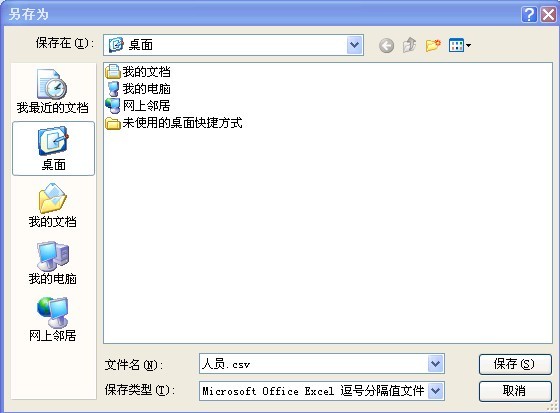 另存为
保存在(I):
桌面
我最近的文档
桌面
我的文档
我的电脑
网上邻居
我的文档
我的电脑
网上邻居
未使用的桌面快捷方式
文件名(N):
人员.csv
保存(S)
保存类型(T):
Microsoft Office Excel 逗号分隔值文件
取消